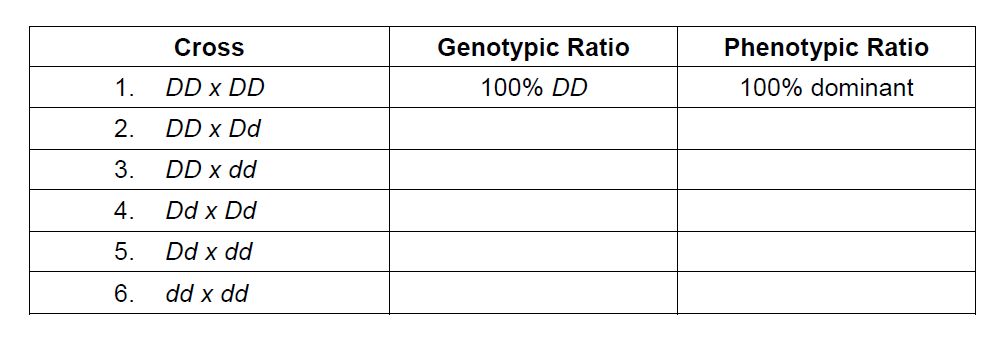 Cross Genotypic Ratio Phenotypic Ratio
1. DD x DD 100% DD 100% dominant
2. DD x Dd
3. DD x dd
4. Dd x Dd
5. Dd x dd
6. dd x dd